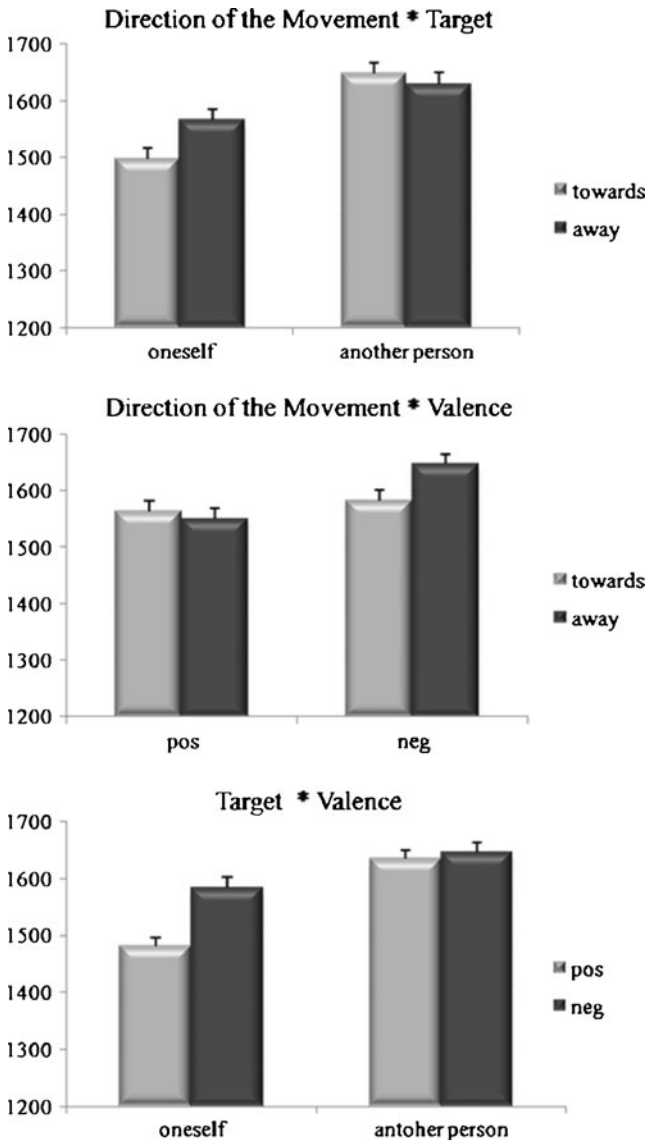 Direction of the Movement * Target
1700
1600
1500
1400
1300
1200
oneself another person
towards
away
Direction of the Movement * Valence
1700
1600
1500
1400
1300
1200
pos neg
towards
away
Target * Valence
1700
1600
1500
1400
1300
1200
oneself antoher person
pos
neg